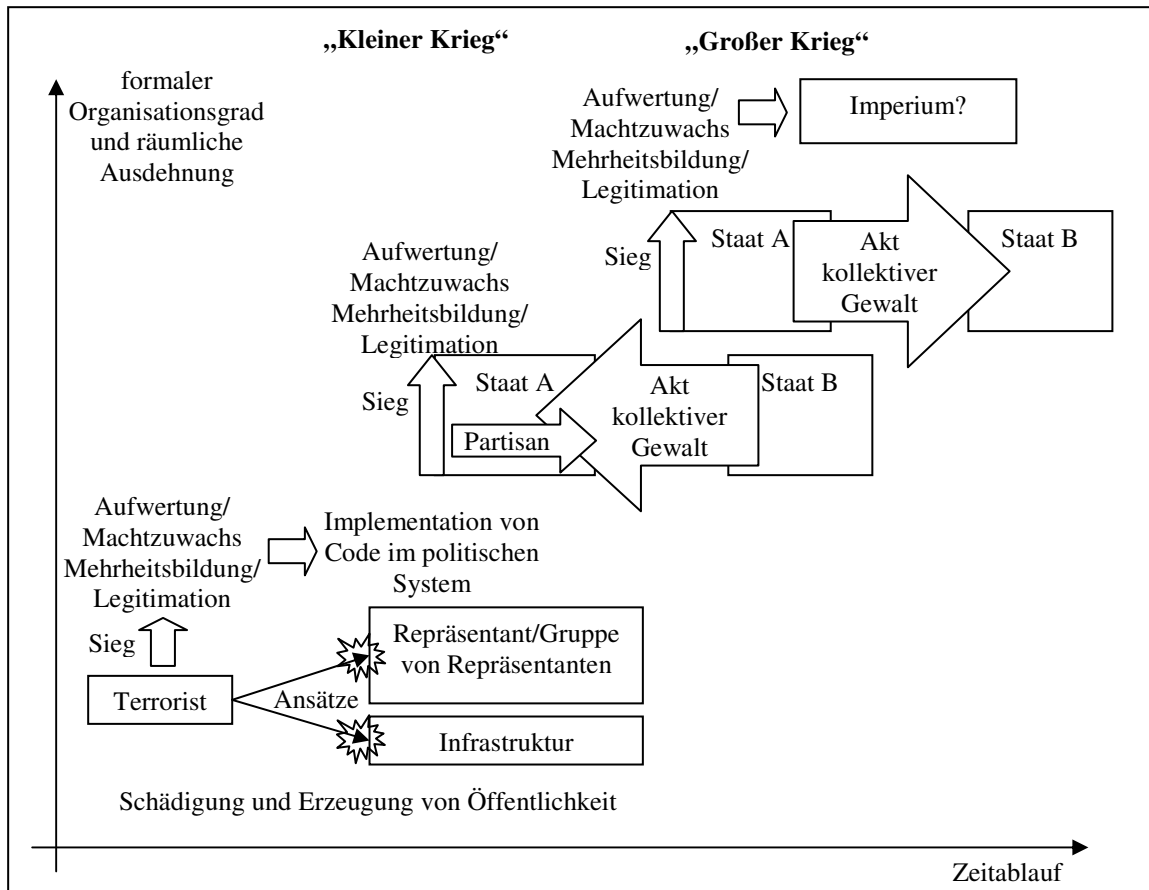 „Kleiner Krieg“
„Großer Krieg“
formaler
Organisationsgrad
und räumliche
Ausdehnung
Aufwertung/
Machtzuwachs
Mehrheitsbildung/
Legitimation
Imperium?
Sieg
Staat A
Akt
kollektiver
Gewalt
Staat B
Aufwertung/
Machtzuwachs
Mehrheitsbildung/
Legitimation
Sieg
Staat A
Partisan
Akt
kollektiver
Gewalt
Staat B
Aufwertung/
Machtzuwachs
Mehrheitsbildung/
Legitimation
Implementation von
Code im politischen
System
Sieg
Terrorist
Ansätze
Repräsentant/Gruppe
von Repräsentanten
Infrastruktur
Schädigung und Erzeugung von Öffentlichkeit
Zeitablauf